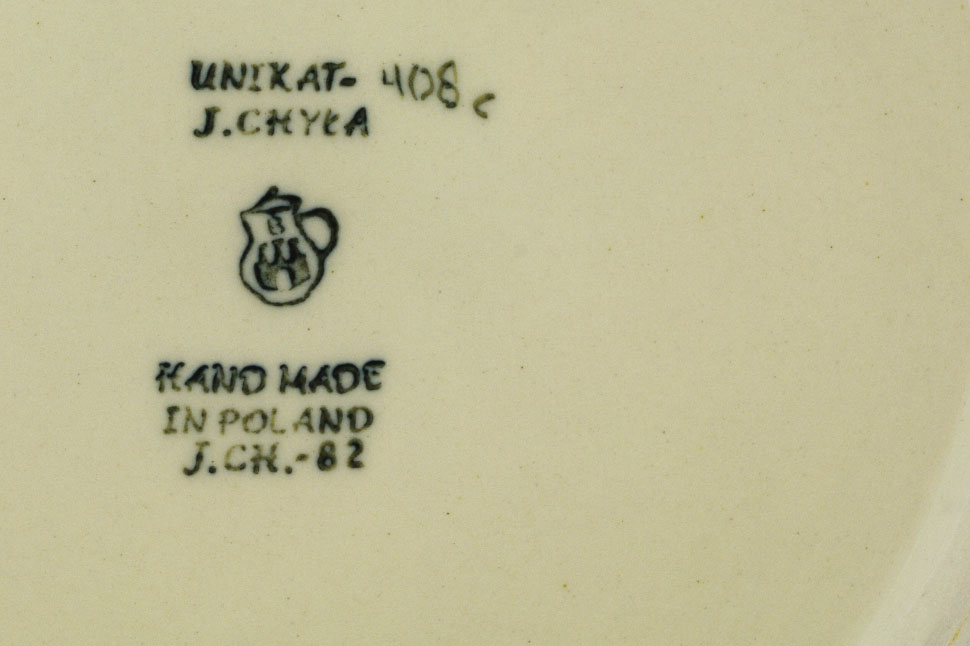 UNIKAT- 408 c
J.CHYŁA
B
HAND MADE
IN POLAND
J.CH.-82